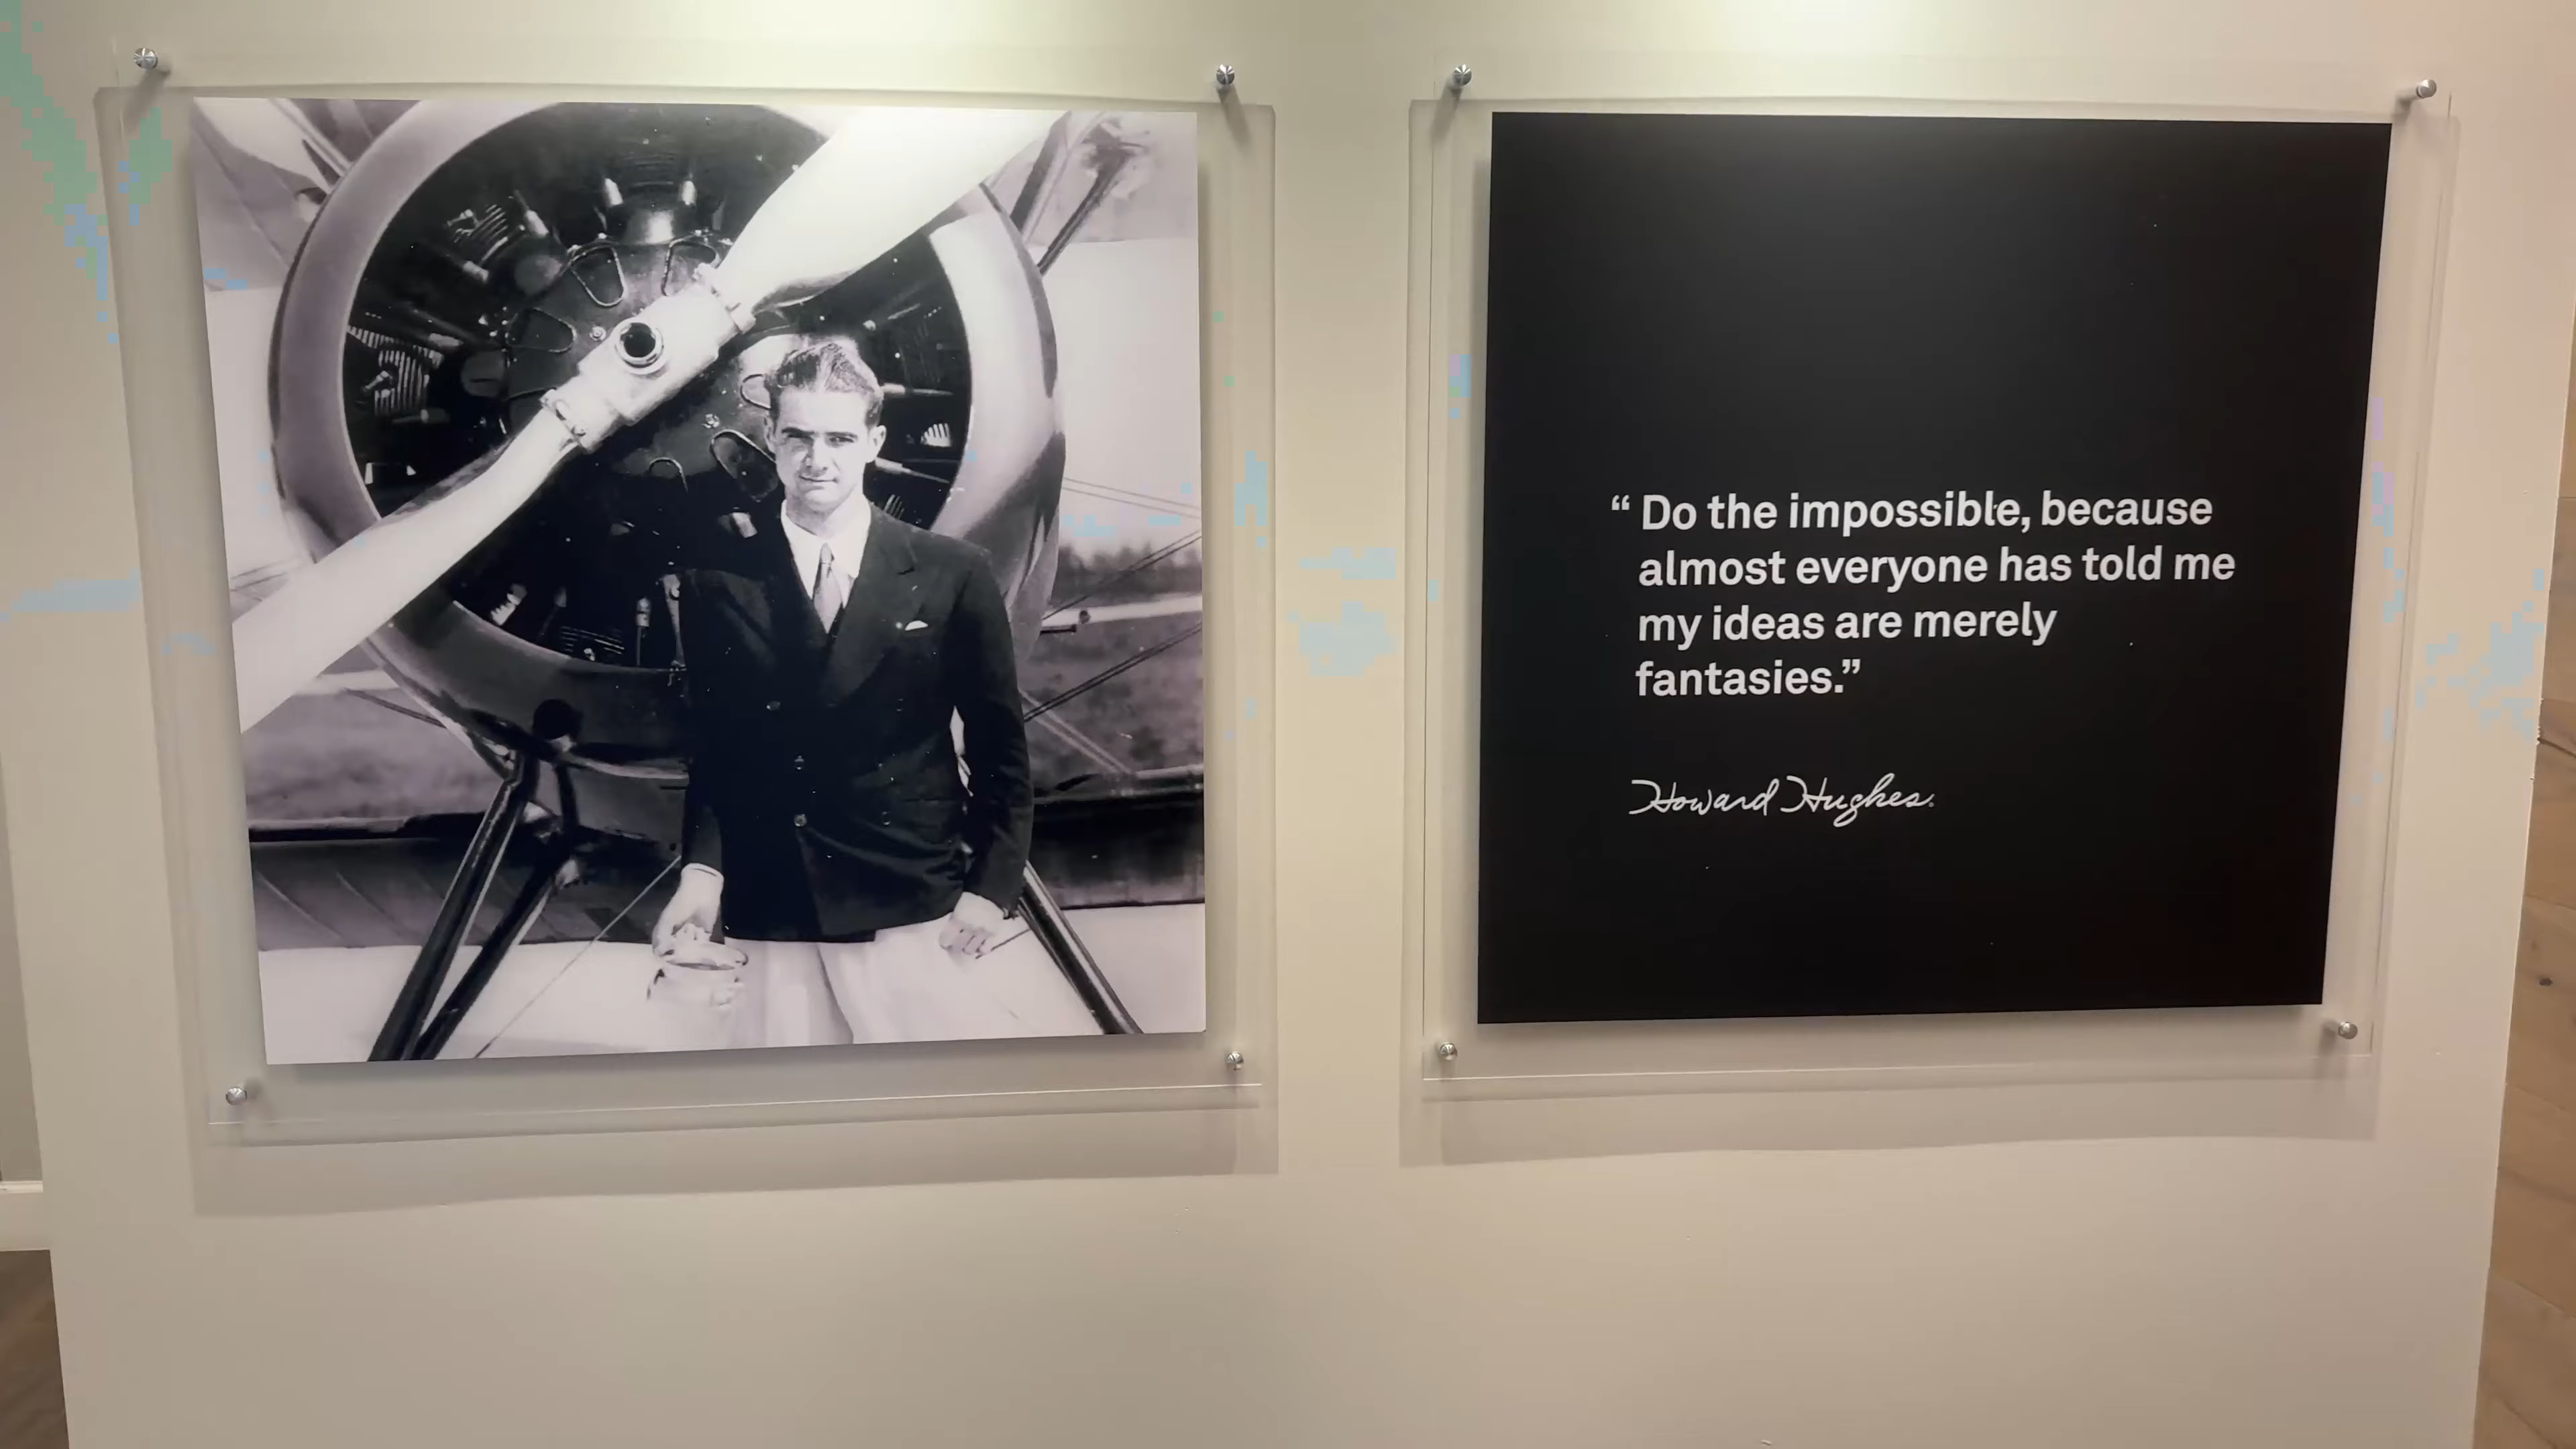 “ Do the impossible, because
almost everyone has told me
my ideas are merely
fantasies.”
Howard Hughes.